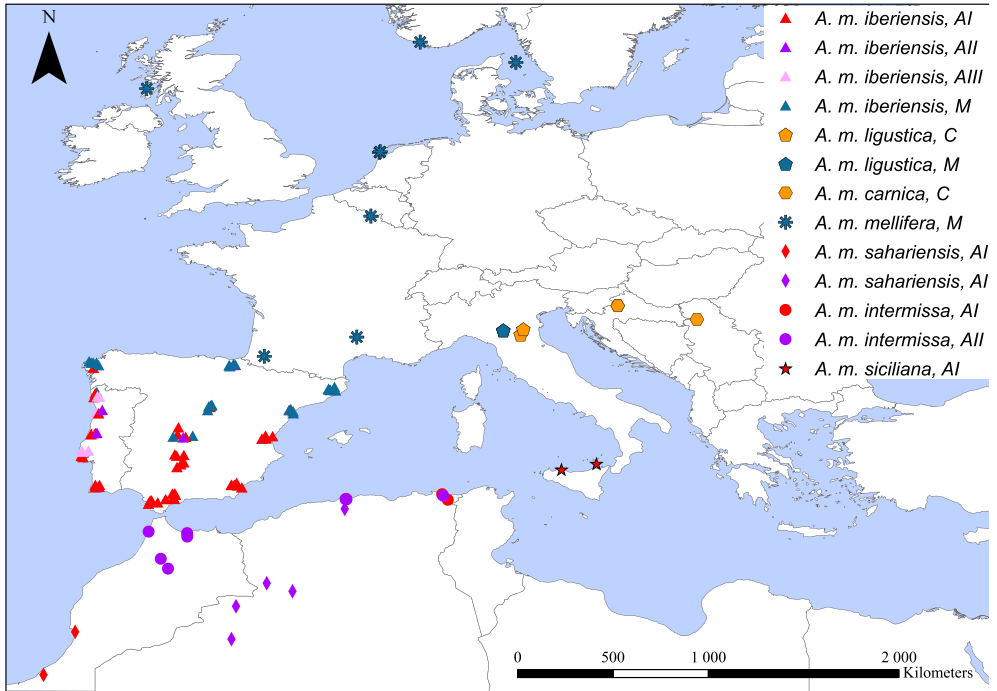 N
A. m. iberiensis, AI
A. m. iberiensis, AII
A. m. iberiensis, AIII
A. m. iberiensis, M
A. m. ligustica, C
A. m. ligustica, M
A. m. carnica, C
A. m. mellifera, M
A. m. sahariensis, AI
A. m. sahariensis, AI
A. m. intermissa, AI
A. m. intermissa, AII
A. m. siciliana, AI
0 500 1 000 2 000
Kilometers